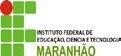 INSTITUTO FEDERAL DE
EDUCAÇÃO, CIÊNCIA E TECNOLOGIA
MARANHÃO